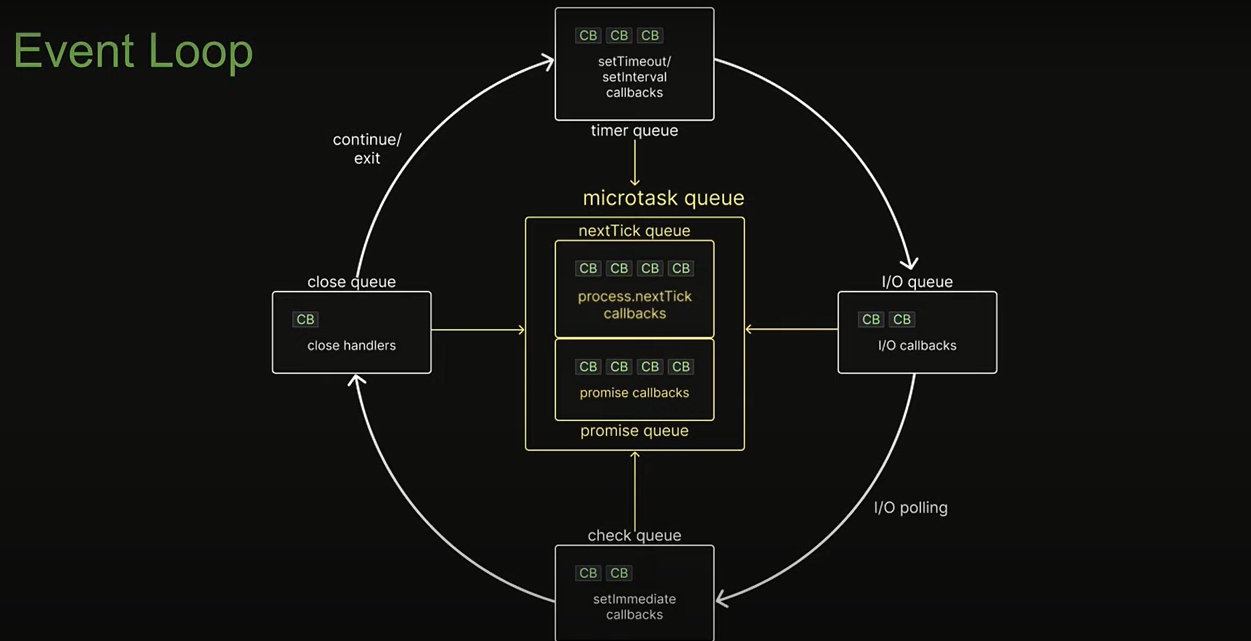 Event Loop
CB CB CB
setTimeout/
setInterval
callbacks
timer queue
continue/
exit
microtask queue
nextTick queue
CB CB CB CB
process.nextTick
callbacks
CB CB CB CB
promise callbacks
promise queue
close queue
CB
close handlers
I/O queue
CB CB
I/O callbacks
I/O polling
check queue
CB CB
setImmediate
callbacks